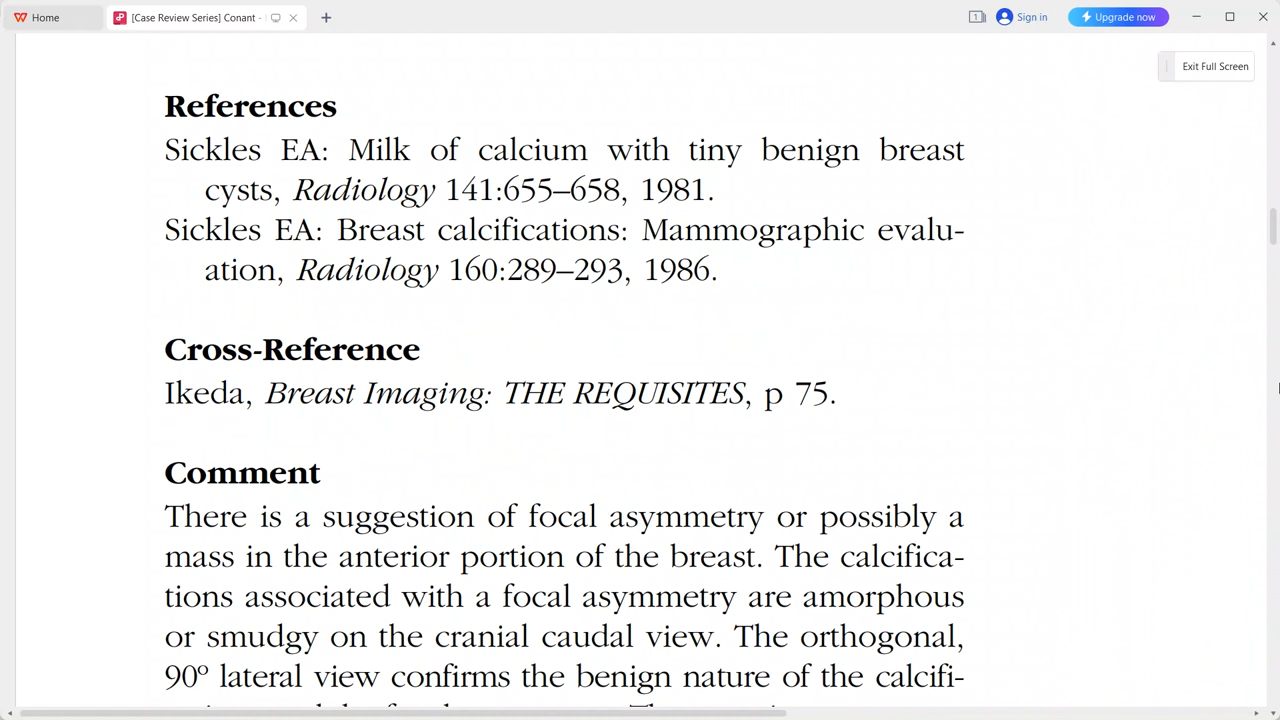 Home
[Case Review Series] Conant -
1
Sign in
Upgrade now
Exit Full Screen
References
Sickles EA: Milk of calcium with tiny benign breast
cysts, Radiology 141:655–658, 1981.
Sickles EA: Breast calcifications: Mammographic evalu-
ation, Radiology 160:289–293, 1986.
Cross-Reference
Ikeda, Breast Imaging: THE REQUISITES, p 75.
Comment
There is a suggestion of focal asymmetry or possibly a
mass in the anterior portion of the breast. The calcifica-
tions associated with a focal asymmetry are amorphous
or smudgy on the cranial caudal view. The orthogonal,
90º lateral view confirms the benign nature of the calcifi-